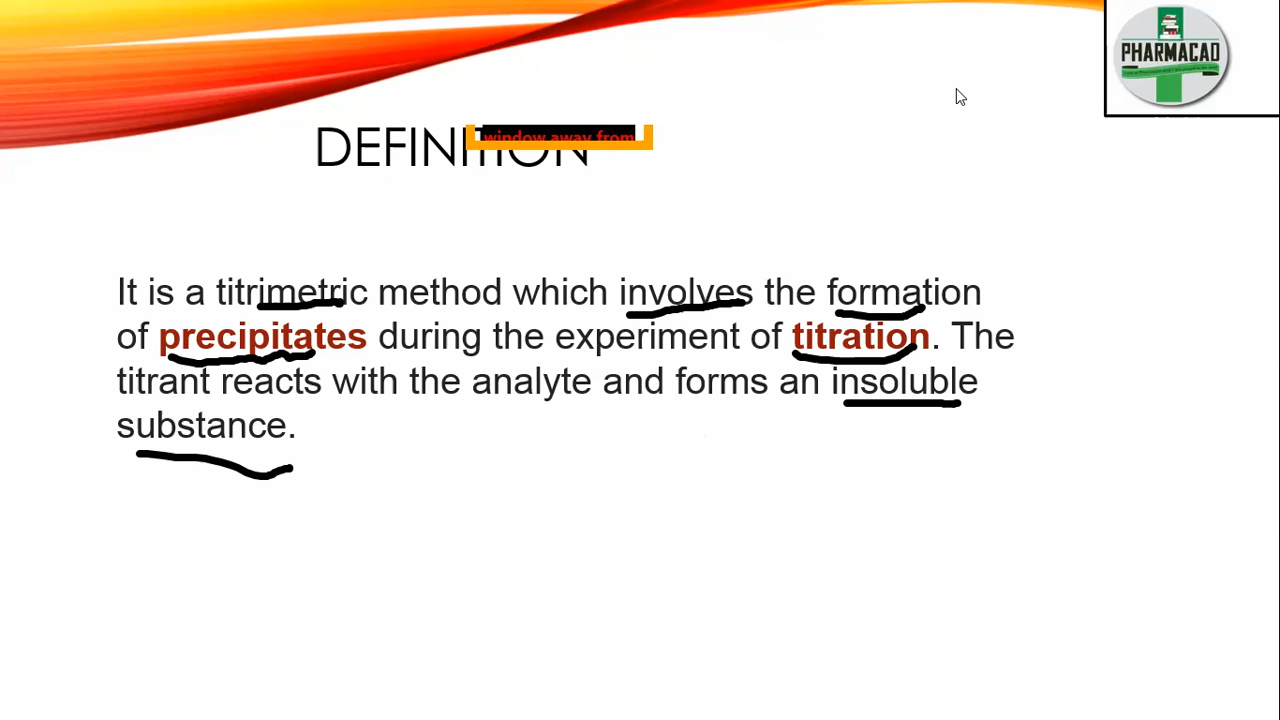 PHARMACAD
window away from
DEFINITION
It is a titrimetric method which involves the formation
of precipitates during the experiment of titration. The
titrant reacts with the analyte and forms an insoluble
substance.